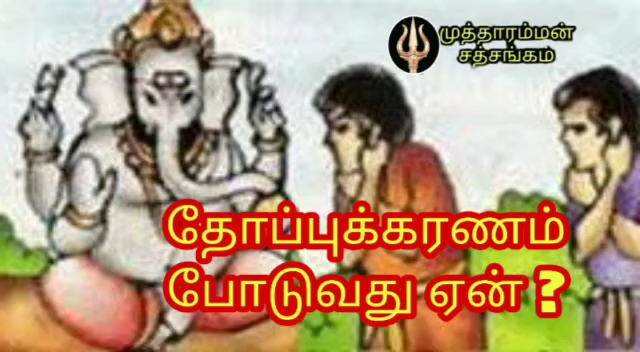 முத்தாரம்மன்
சத்சங்கம்
தோப்புக்கரணம்
போடுவது ஏன் ?